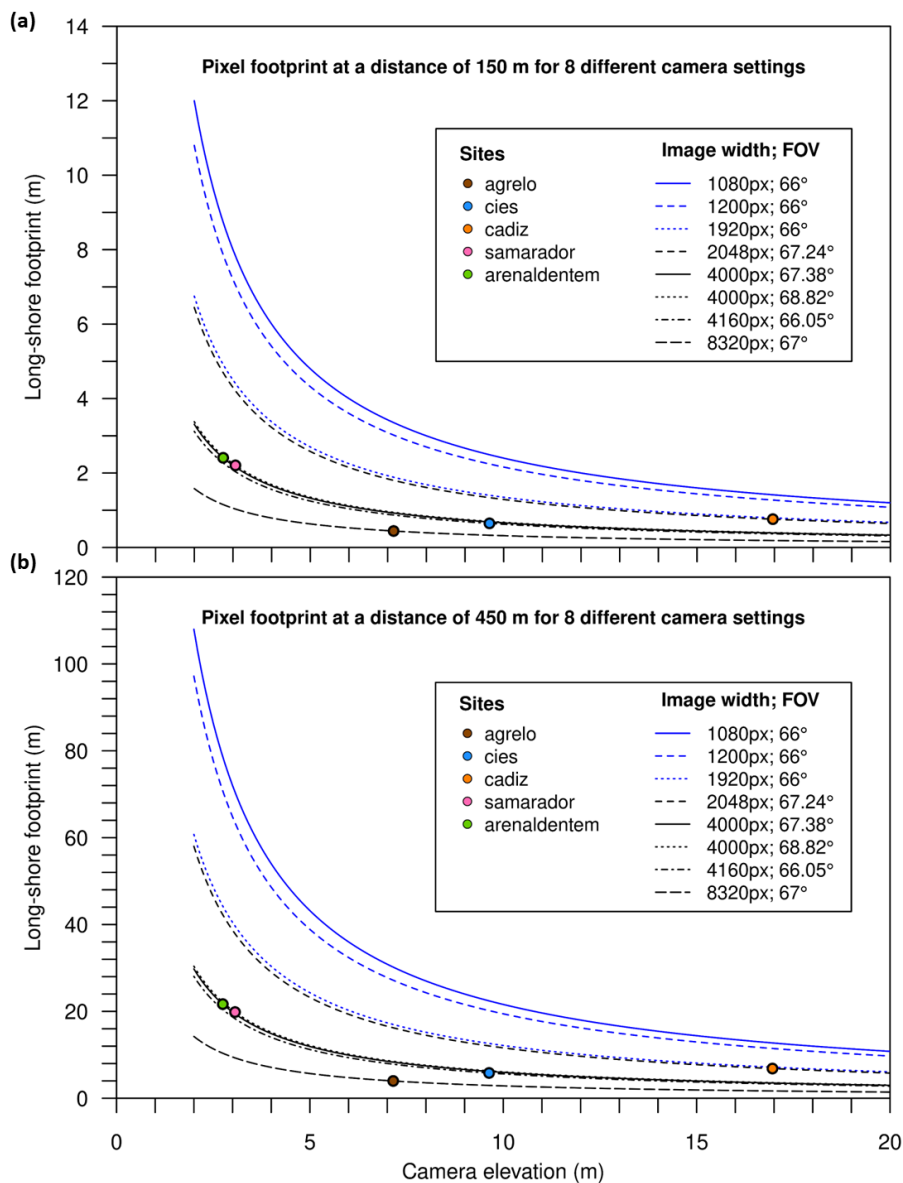 (a)
14
12
10
8
6
4
2
0
Long-shore footprint (m)
Pixel footprint at a distance of 150 m for 8 different camera settings
Sites
agrelo
cies
cadiz
samarador
arenaldentem
Image width; FOV
1080px; 66°
1200px; 66°
1920px; 66°
2048px; 67.24°
4000px; 67.38°
4000px; 68.82°
4160px; 66.05°
8320px; 67°
(b)
120
100
80
60
40
20
0
Long-shore footprint (m)
Pixel footprint at a distance of 450 m for 8 different camera settings
Sites
agrelo
cies
cadiz
samarador
arenaldentem
Image width; FOV
1080px; 66°
1200px; 66°
1920px; 66°
2048px; 67.24°
4000px; 67.38°
4000px; 68.82°
4160px; 66.05°
8320px; 67°
0 5 10 15 20
Camera elevation (m)